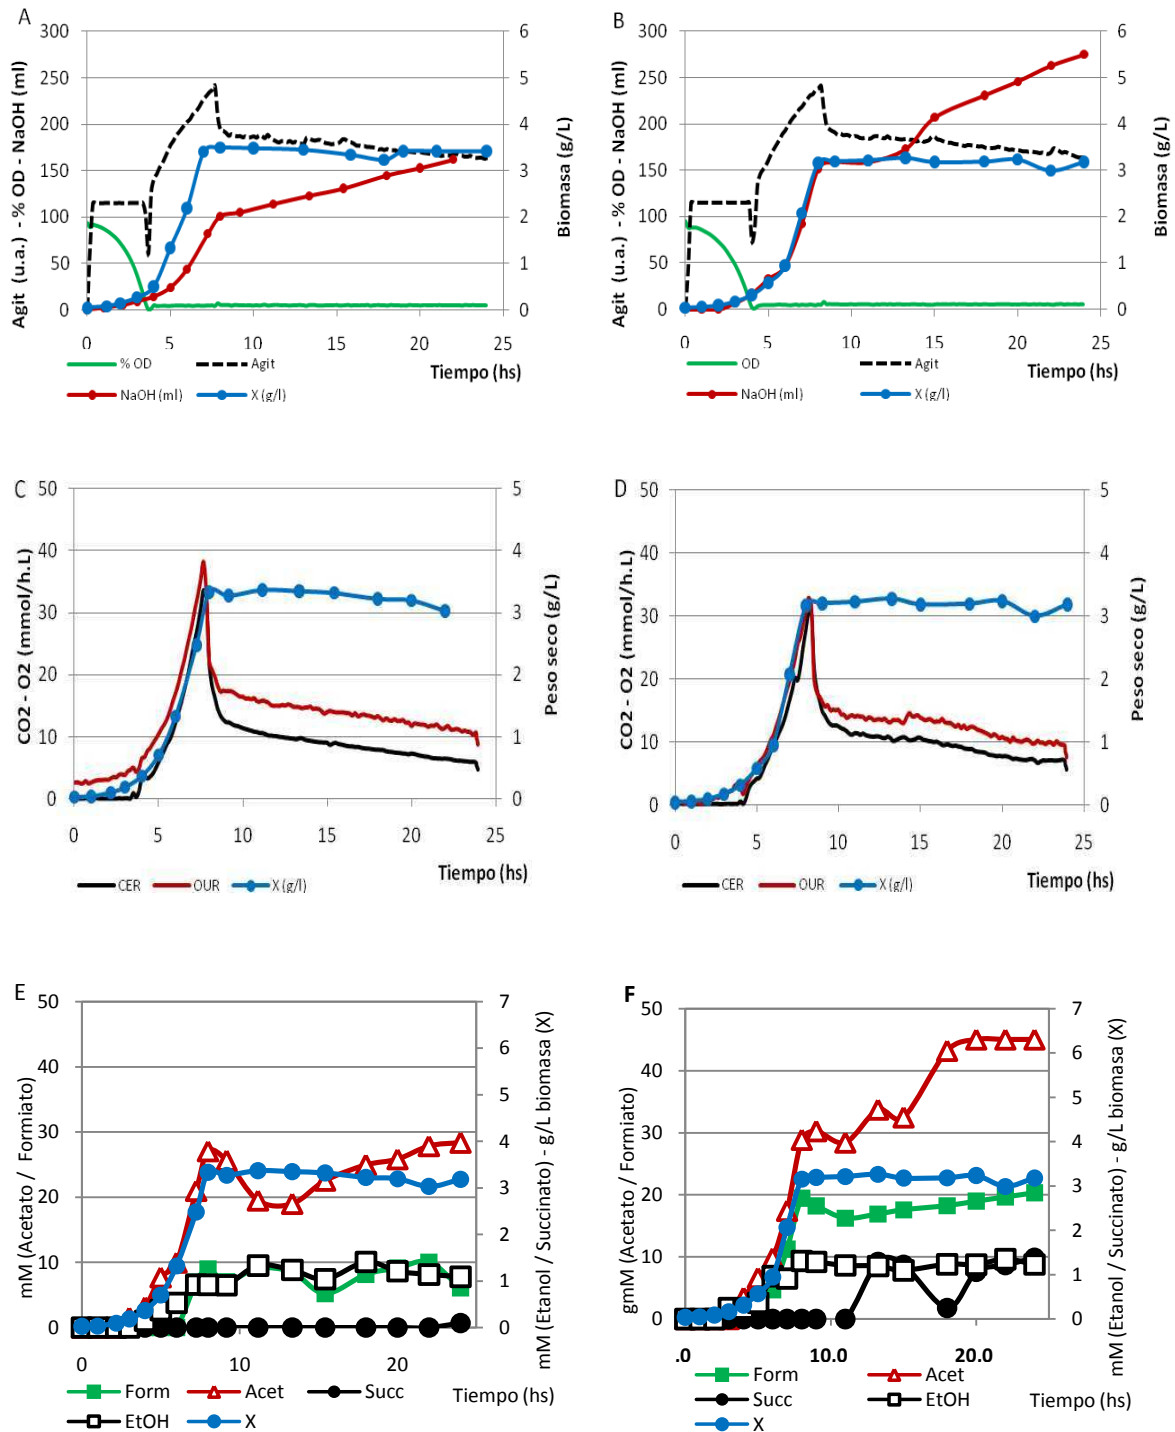 A
300
250
200
150
100
50
0
6
5
4
3
2
1
0
0
5
10
15
20
25
Agit (u.a.) - % OD - NaOH (ml)
Biomasa (g/L)
Tiempo (hs)
% OD
Agit
NaOH (ml)
X (g/l)
B
300
250
200
150
100
50
0
6
5
4
3
2
1
0
0
5
10
15
20
25
Agit (u.a.) - % OD - NaOH (ml)
Biomasa (g/L)
Tiempo (hs)
OD
Agit
NaOH (ml)
X (g/l)
C
50
40
30
20
10
0
5
4
3
2
1
0
0
5
10
15
20
25
CO2 - O2 (mmol/h.L)
Peso seco (g/L)
Tiempo (hs)
CER
OUR
X (g/l)
D
50
40
30
20
10
0
5
4
3
2
1
0
0
5
10
15
20
25
CO2 - O2 (mmol/h.L)
Peso seco (g/L)
Tiempo (hs)
CER
OUR
X (g/l)
E
50
40
30
20
10
0
7
6
5
4
3
2
1
0
0
10
20
mM (Acetato / Formiato)
mM (Etanol / Succinato) - g/L biomasa (X)
Tiempo (hs)
Form
Acet
Succ
EtOH
X
F
50
40
30
20
10
0
7
6
5
4
3
2
1
0
.0
10.0
20.0
gmM (Acetato / Formiato)
mM (Etanol / Succinato) - g/L biomasa (X)
Tiempo (hs)
Form
Acet
Succ
EtOH
X